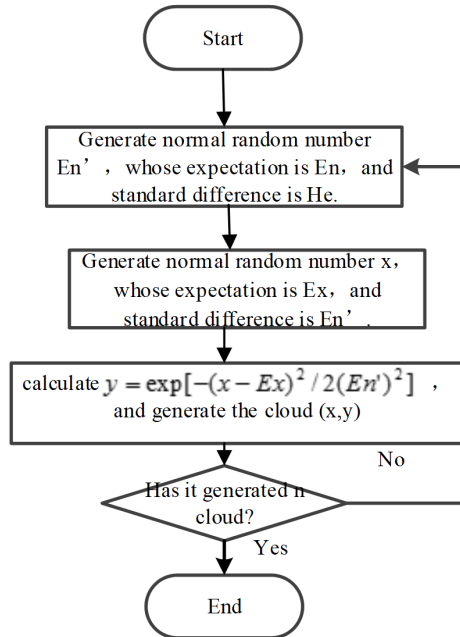 Start
Generate normal random number
En’ ，whose expectation is En，and
standard difference is He.
Generate normal random number x，
whose expectation is Ex，and
standard difference is En’ .
calculate y = exp[-(x - Ex)² / 2(En')²] ，
and generate the cloud (x,y)
No
Has it generated n
cloud?
Yes
End